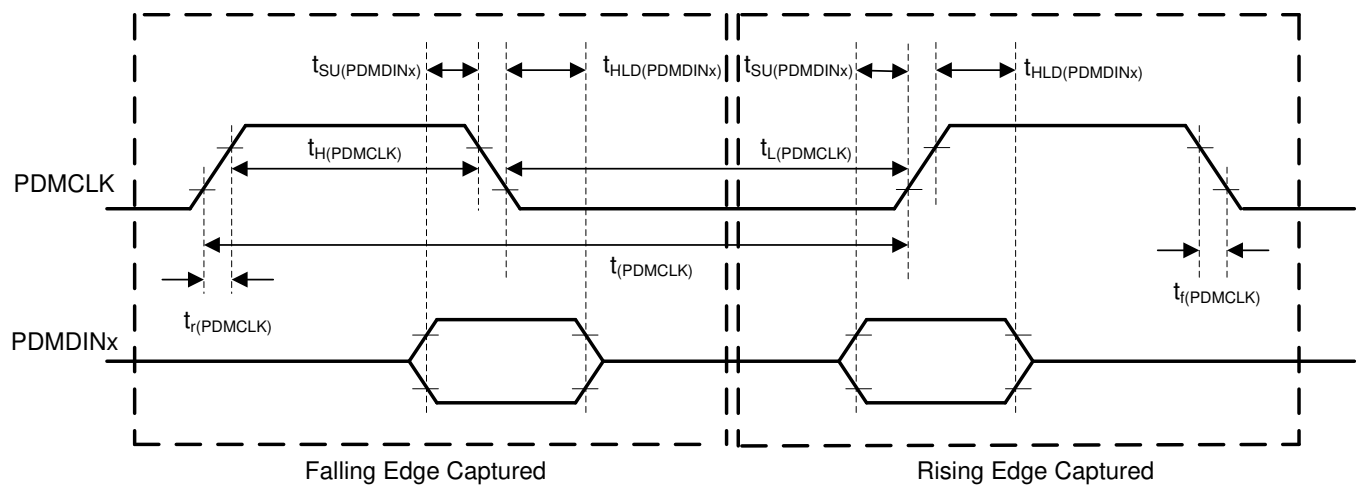 tSU(PDMDINx)
tHLD(PDMDINx)
tSU(PDMDINx)
tHLD(PDMDINx)
tH(PDMCLK)
tL(PDMCLK)
PDMCLK
t(PDMCLK)
tr(PDMCLK)
tf(PDMCLK)
PDMDINx
Falling Edge Captured
Rising Edge Captured